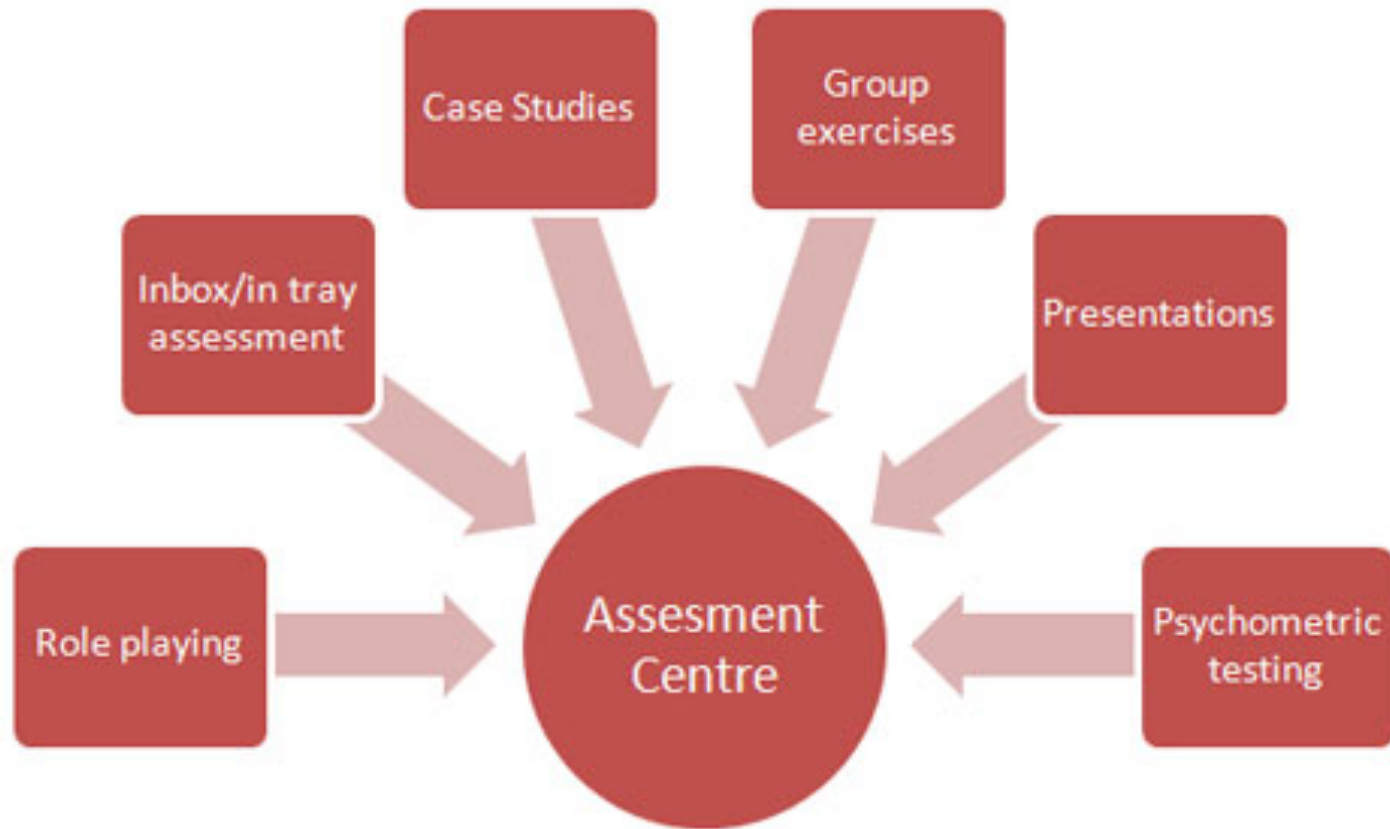 Case Studies
Group
exercises
Inbox/in tray
assessment
Presentations
Role playing
Assesment
Centre
Psychometric
testing